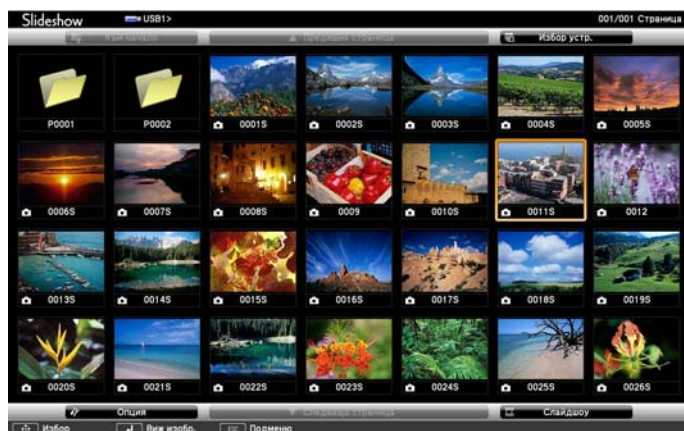 Slideshow USB1> 001/001 Страница
Към начало Предишна страница Избор устр.
P0001 P0002 0001S 0002S 0003S 0004S 0005S
0006S 0007S 0008S 0009 0010S 0011S 0012
0013S 0014S 0015S 0016S 0017S 0018S 0019S
0020S 0021S 0022S 0023S 0024S 0025S 0026S
Опция Следваща страница Слайдшоу
Избор Виж изобр. Подменю